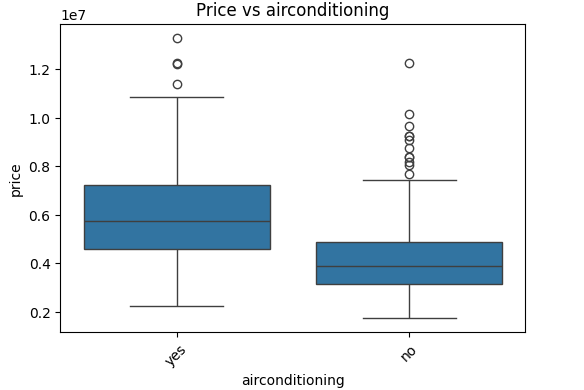 Price vs airconditioning
1e7
1.2
1.0
0.8
0.6
0.4
0.2
price
yes
no
airconditioning